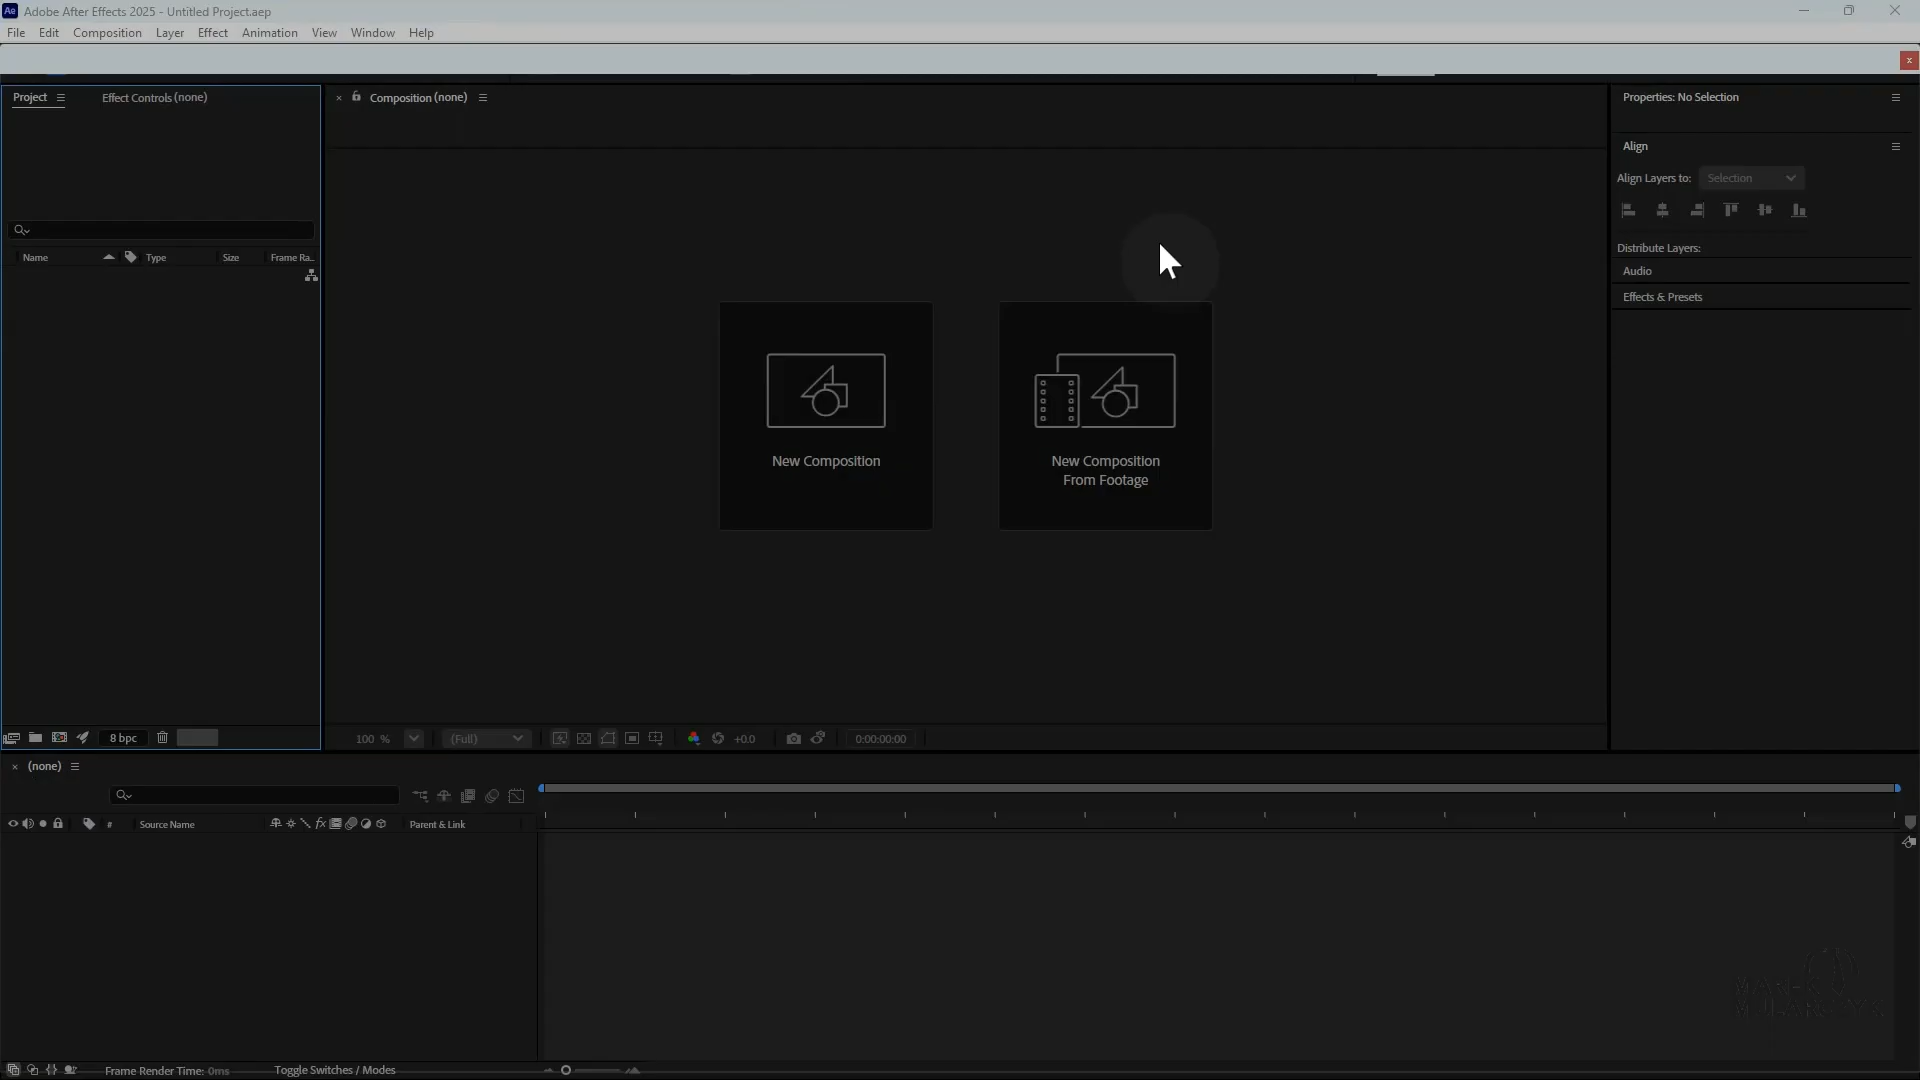 Ae Adobe After Effects 2025 - Untitled Project.aep
File Edit Composition Layer Effect Animation View Window Help
Project
Effect Controls (none)
Composition (none)
Properties: No Selection
Align
Align Layers to: Selection
Distribute Layers:
Audio
Effects & Presets
Name Type Size Frame Ra..
New Composition
New Composition
From Footage
8 bpc
100 % (Full) +0.0 0:00:00:00
(none)
# Source Name fx Parent & Link
Frame Render Time: 0ms Toggle Switches / Modes